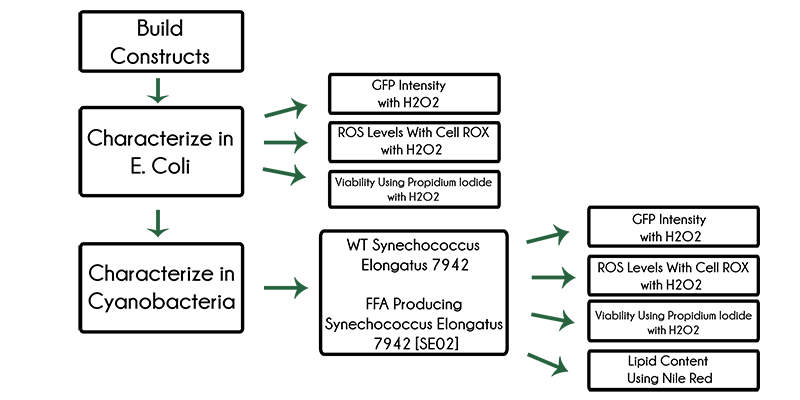 Build
Constructs
Characterize in
E. Coli
GFP Intensity
with H2O2
ROS Levels With Cell ROX
with H2O2
Viability Using Propidium Iodide
with H2O2
Characterize in
Cyanobacteria
WT Synechococcus
Elongatus 7942
FFA Producing
Synechococcus Elongatus
7942 [SE02]
GFP Intensity
with H2O2
ROS Levels With Cell ROX
with H2O2
Viability Using Propidium Iodide
with H2O2
Lipid Content
Using Nile Red